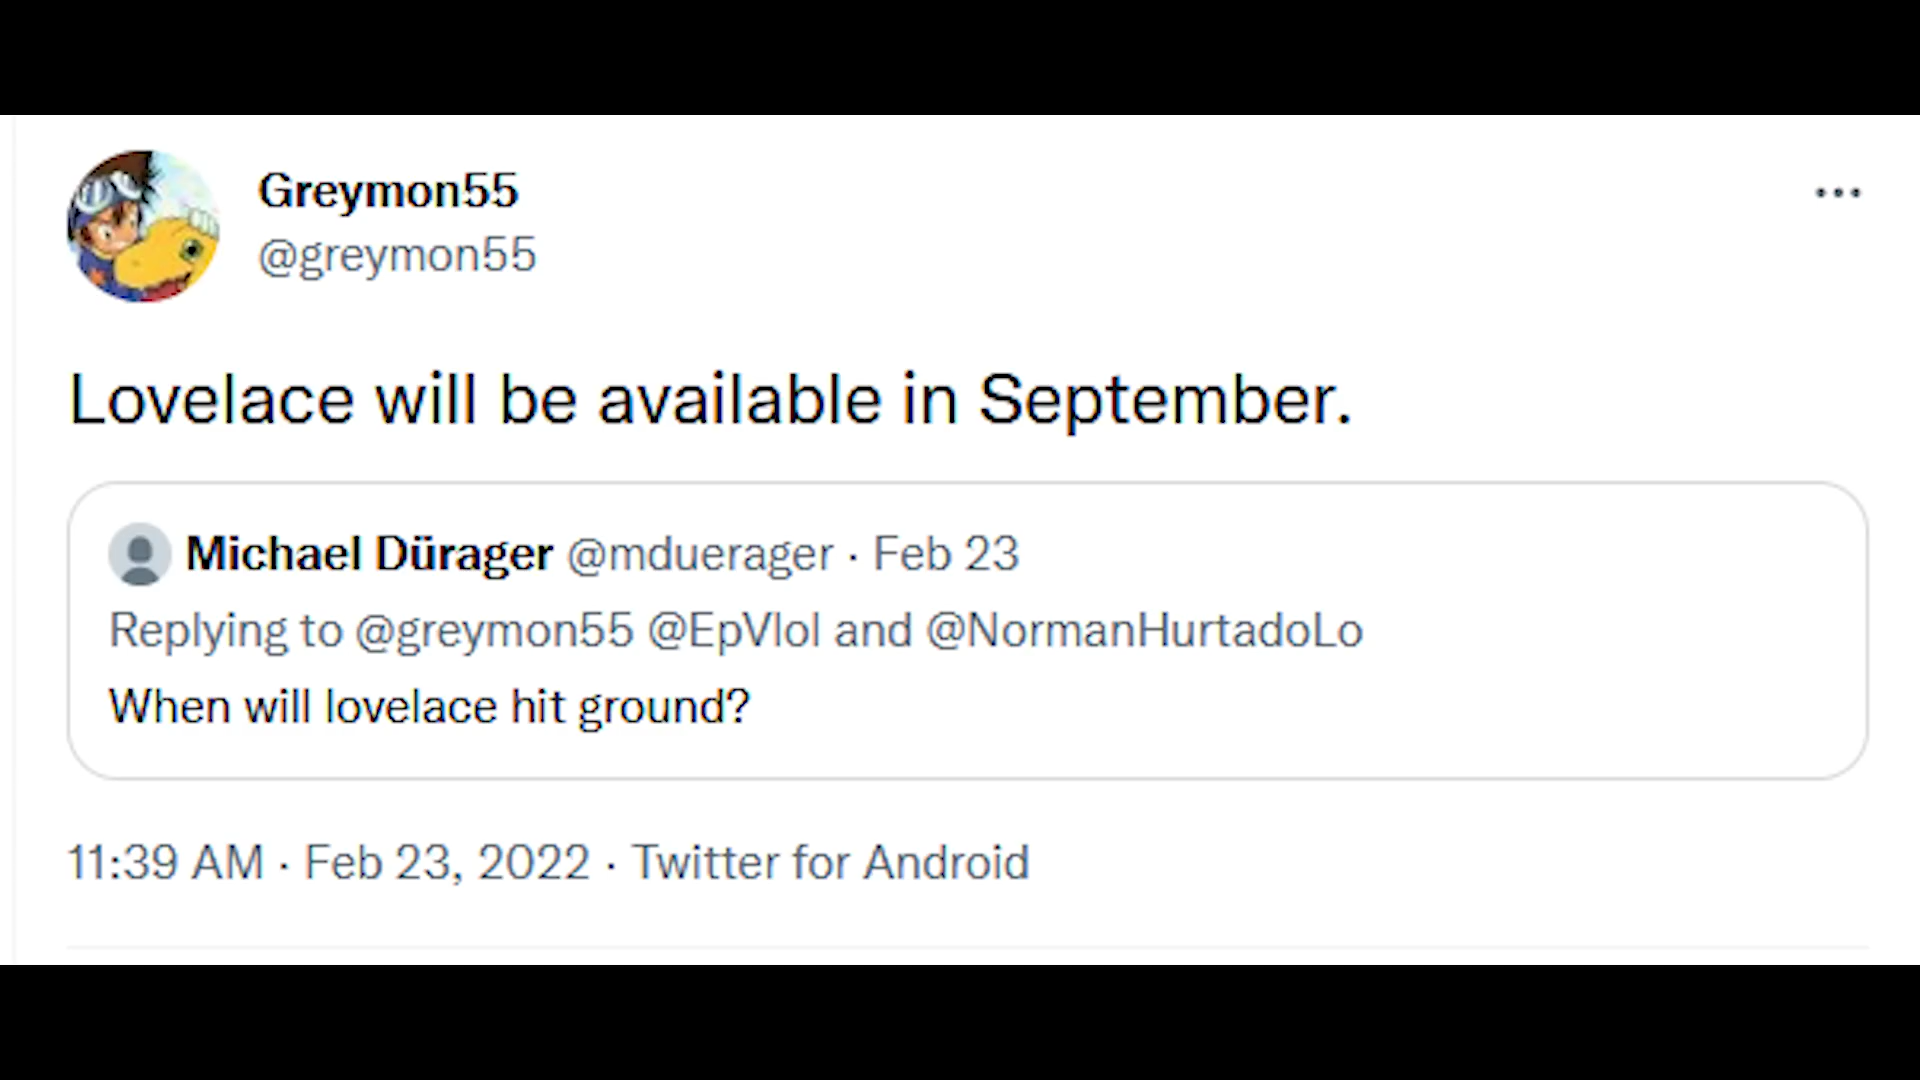 Greymon55
@greymon55
Lovelace will be available in September.
Michael Dürager @mduerager · Feb 23
Replying to @greymon55 @EpVlol and @NormanHurtadoLo
When will lovelace hit ground?
11:39 AM · Feb 23, 2022 · Twitter for Android